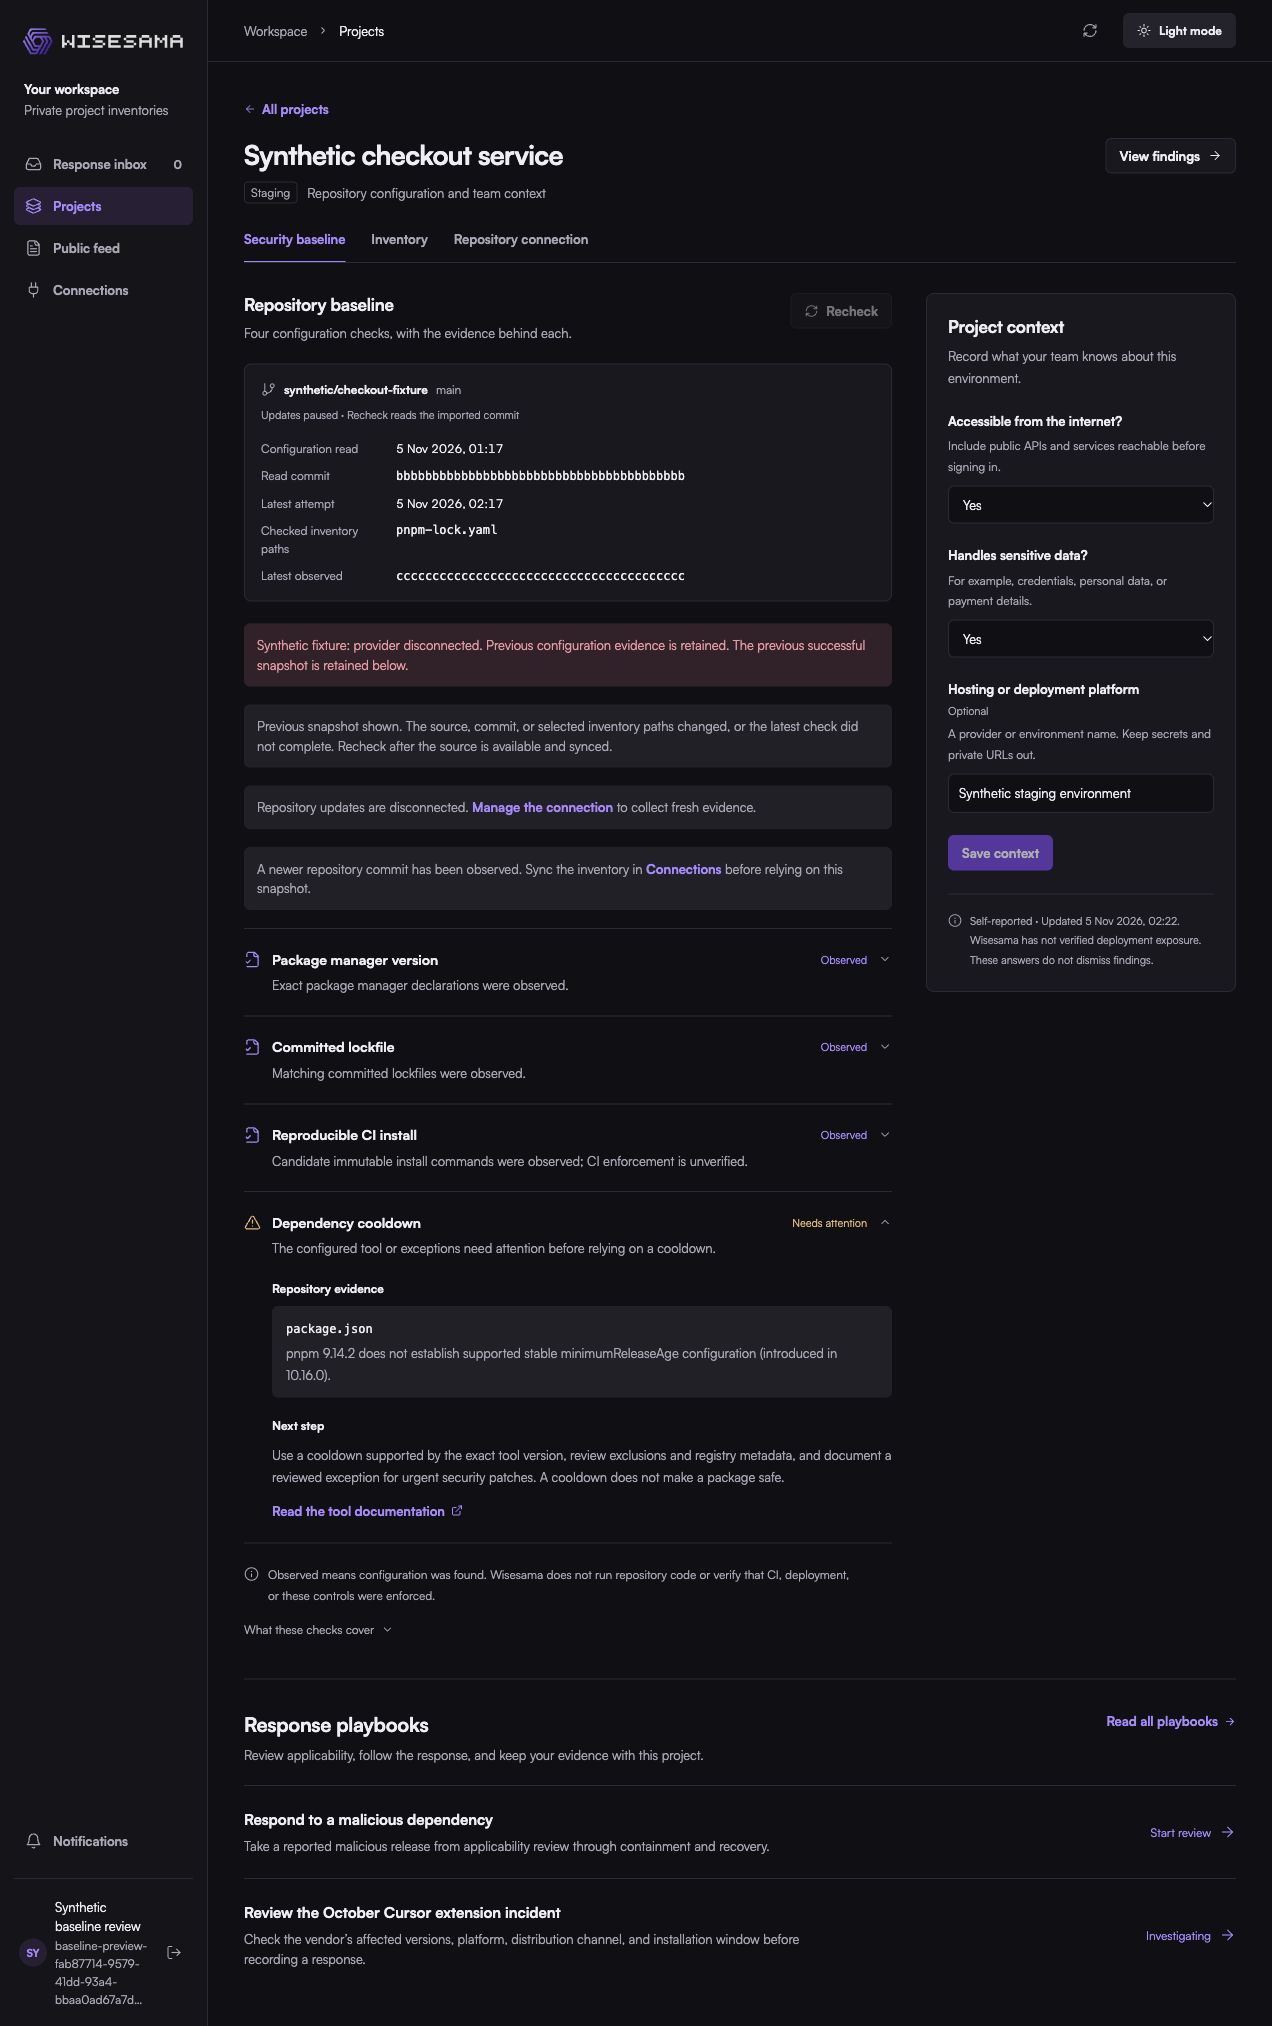 WISESAMA
Your workspace
Private project inventories
Response inbox 0
Projects
Public feed
Connections
Notifications
Synthetic
baseline review
SY
baseline-preview-
fab87714-9579-
41dd-93a4-
bbaa0ad67a7d...
Workspace Projects
Light mode
All projects
Synthetic checkout service
View findings
Staging Repository configuration and team context
Security baseline Inventory Repository connection
Repository baseline
Recheck
Four configuration checks, with the evidence behind each.
synthetic/checkout-fixture main
Updates paused • Recheck reads the imported commit
Configuration read 5 Nov 2026, 01:17
Read commit bbbbbbbbbbbbbbbbbbbbbbbbbbbbbbbbbbbbbbbb
Latest attempt 5 Nov 2026, 02:17
Checked inventory pnpm-lock.yaml
paths
Latest observed cccccccccccccccccccccccccccccccccccccccc
Synthetic fixture: provider disconnected. Previous configuration evidence is retained. The previous successful
snapshot is retained below.
Previous snapshot shown. The source, commit, or selected inventory paths changed, or the latest check did
not complete. Recheck after the source is available and synced.
Repository updates are disconnected. Manage the connection to collect fresh evidence.
A newer repository commit has been observed. Sync the inventory in Connections before relying on this
snapshot.
Package manager version Observed
Exact package manager declarations were observed.
Committed lockfile Observed
Matching committed lockfiles were observed.
Reproducible CI install Observed
Candidate immutable install commands were observed; CI enforcement is unverified.
Dependency cooldown Needs attention
The configured tool or exceptions need attention before relying on a cooldown.
Repository evidence
package.json
pnpm 9.14.2 does not establish supported stable minimumReleaseAge configuration (introduced in
10.16.0).
Next step
Use a cooldown supported by the exact tool version, review exclusions and registry metadata, and document a
reviewed exception for urgent security patches. A cooldown does not make a package safe.
Read the tool documentation
Observed means configuration was found. Wisesama does not run repository code or verify that CI, deployment,
or these controls were enforced.
What these checks cover
Project context
Record what your team knows about this
environment.
Accessible from the internet?
Include public APIs and services reachable before
signing in.
Yes
Handles sensitive data?
For example, credentials, personal data, or
payment details.
Yes
Hosting or deployment platform
Optional
A provider or environment name. Keep secrets and
private URLs out.
Synthetic staging environment
Save context
Self-reported • Updated 5 Nov 2026, 02:22.
Wisesama has not verified deployment exposure.
These answers do not dismiss findings.
Response playbooks
Read all playbooks
Review applicability, follow the response, and keep your evidence with this project.
Respond to a malicious dependency
Take a reported malicious release from applicability review through containment and recovery.
Start review
Review the October Cursor extension incident
Check the vendor's affected versions, platform, distribution channel, and installation window before
recording a response.
Investigating